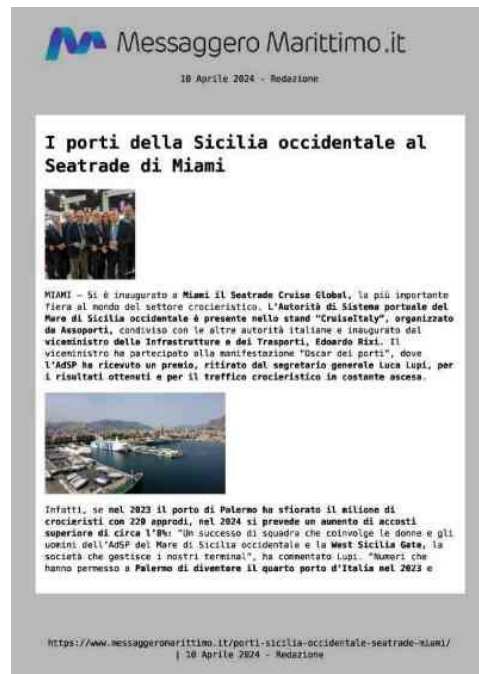 Messaggero Marittimo.it
10 Aprile 2024 - Redazione
I porti della Sicilia occidentale al
Seatrade di Miami
MIAMI – Si è inaugurato a Miami il Seatrade Cruise Global, la più importante
fiera al mondo del settore crocieristico. L'Autorità di Sistema portuale del
Mare di Sicilia occidentale è presente nello stand "CruiseItaly", organizzato
da Assoporti, condiviso con le altre autorità italiane e inaugurato dal
viceministro delle Infrastrutture e dei Trasporti, Edoardo Rixi. Il
viceministro ha partecipato alla manifestazione "Oscar dei porti", dove
l'AdSP ha ricevuto un premio, ritirato dal segretario generale Luca Lupi, per
i risultati ottenuti e per il traffico crocieristico in costante ascesa.
Infatti, se nel 2023 il porto di Palermo ha sfiorato il milione di
crocieristi con 220 approdi, nel 2024 si prevede un aumento di accosti
superiore di circa l'8%: "Un successo di squadra che coinvolge le donne e gli
uomini dell'AdSP del Mare di Sicilia occidentale e la West Sicilia Gate, la
società che gestisce i nostri terminal", ha commentato Lupi. "Numeri che
hanno permesso a Palermo di diventare il quarto porto d'Italia nel 2023 e
https://www.messaggeromarittimo.it/porti-sicilia-occidentale-seatrade-miami/
| 10 Aprile 2024 - Redazione